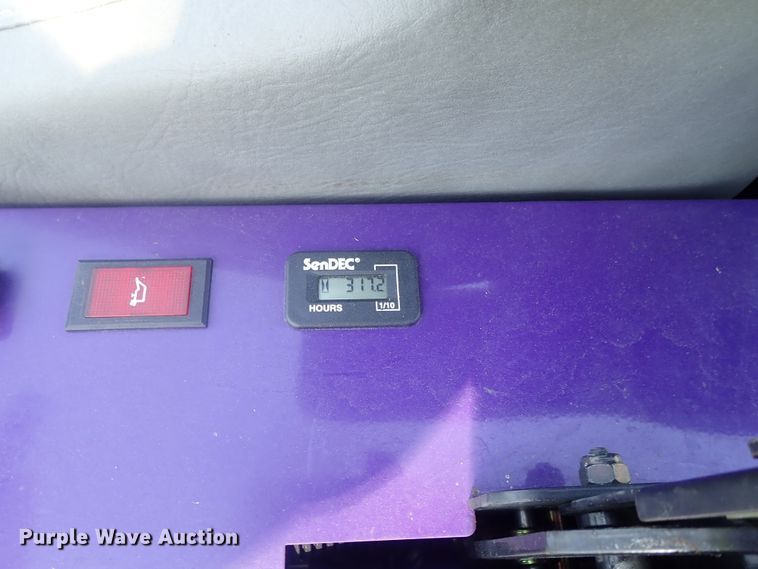 SenDEC®
317.2
HOURS 1/10
Purple Wave Auction